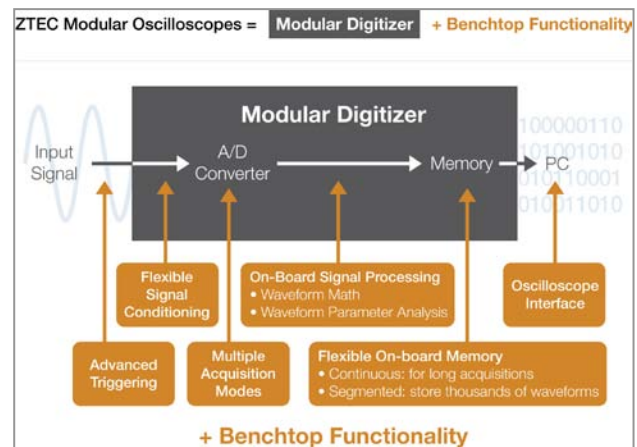 ZTEC Modular Oscilloscopes = Modular Digitizer + Benchtop Functionality
Modular Digitizer
Input
Signal
A/D
Converter
Memory
PC
100000110
101001010
010110001
010011010
Flexible
Signal
Conditioning
On-Board Signal Processing
• Waveform Math
• Waveform Parameter Analysis
Oscilloscope
Interface
Advanced
Triggering
Multiple
Acquisition
Modes
Flexible On-board Memory
• Continuous: for long acquisitions
• Segmented: store thousands of waveforms
+ Benchtop Functionality